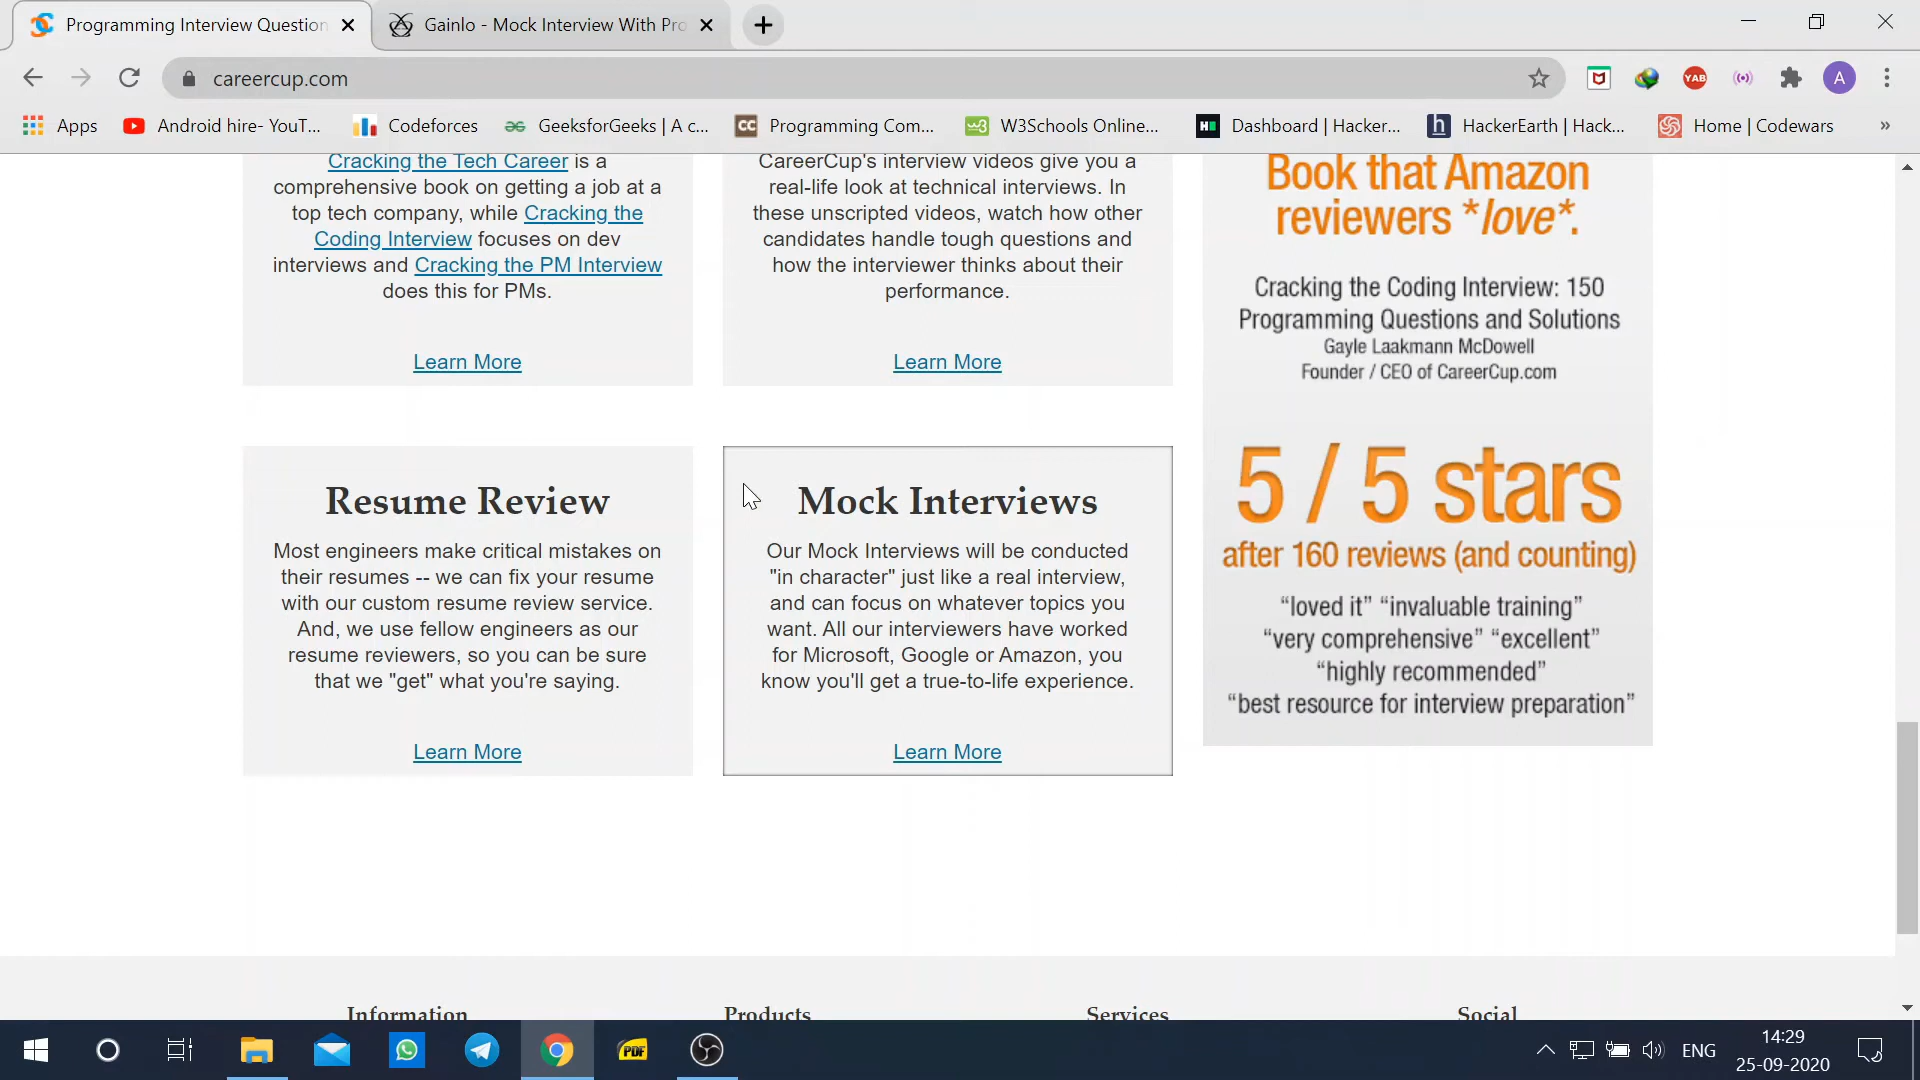 Programming Interview Question
Gainlo - Mock Interview With Pro
careercup.com
YAB
A
Apps
Android hire- YouT...
Codeforces
GeeksforGeeks | A c...
CC
Programming Com...
W3Schools Online...
Dashboard | Hacker...
h
HackerEarth | Hack...
Home | Codewars
»
Cracking the Tech Career is a
comprehensive book on getting a job at a
top tech company, while Cracking the
Coding Interview focuses on dev
interviews and Cracking the PM Interview
does this for PMs.
Learn More
CareerCup's interview videos give you a
real-life look at technical interviews. In
these unscripted videos, watch how other
candidates handle tough questions and
how the interviewer thinks about their
performance.
Learn More
Book that Amazon
reviewers *love*.
Cracking the Coding Interview: 150
Programming Questions and Solutions
Gayle Laakmann McDowell
Founder / CEO of CareerCup.com
5 / 5 stars
after 160 reviews (and counting)
“loved it” “invaluable training”
“very comprehensive” “excellent”
“highly recommended”
“best resource for interview preparation”
Resume Review
Most engineers make critical mistakes on
their resumes -- we can fix your resume
with our custom resume review service.
And, we use fellow engineers as our
resume reviewers, so you can be sure
that we "get" what you're saying.
Learn More
Mock Interviews
Our Mock Interviews will be conducted
"in character" just like a real interview,
and can focus on whatever topics you
want. All our interviewers have worked
for Microsoft, Google or Amazon, you
know you'll get a true-to-life experience.
Learn More
Information
Products
Services
Social
PDF
ENG
14:29
25-09-2020